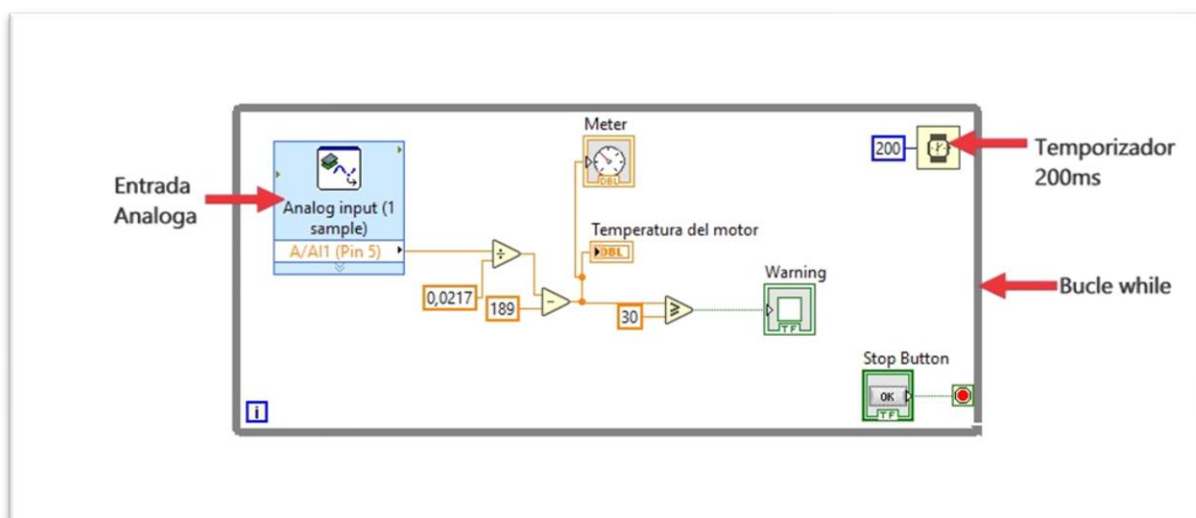 Entrada
Analoga
Analog input (1
sample)
A/AI1 (Pin 5)
0,0217
189
Meter
DBL
Temperatura del motor
DBL
30
Warning
TF
200
Temporizador
200ms
Bucle while
Stop Button
OK
TF
i